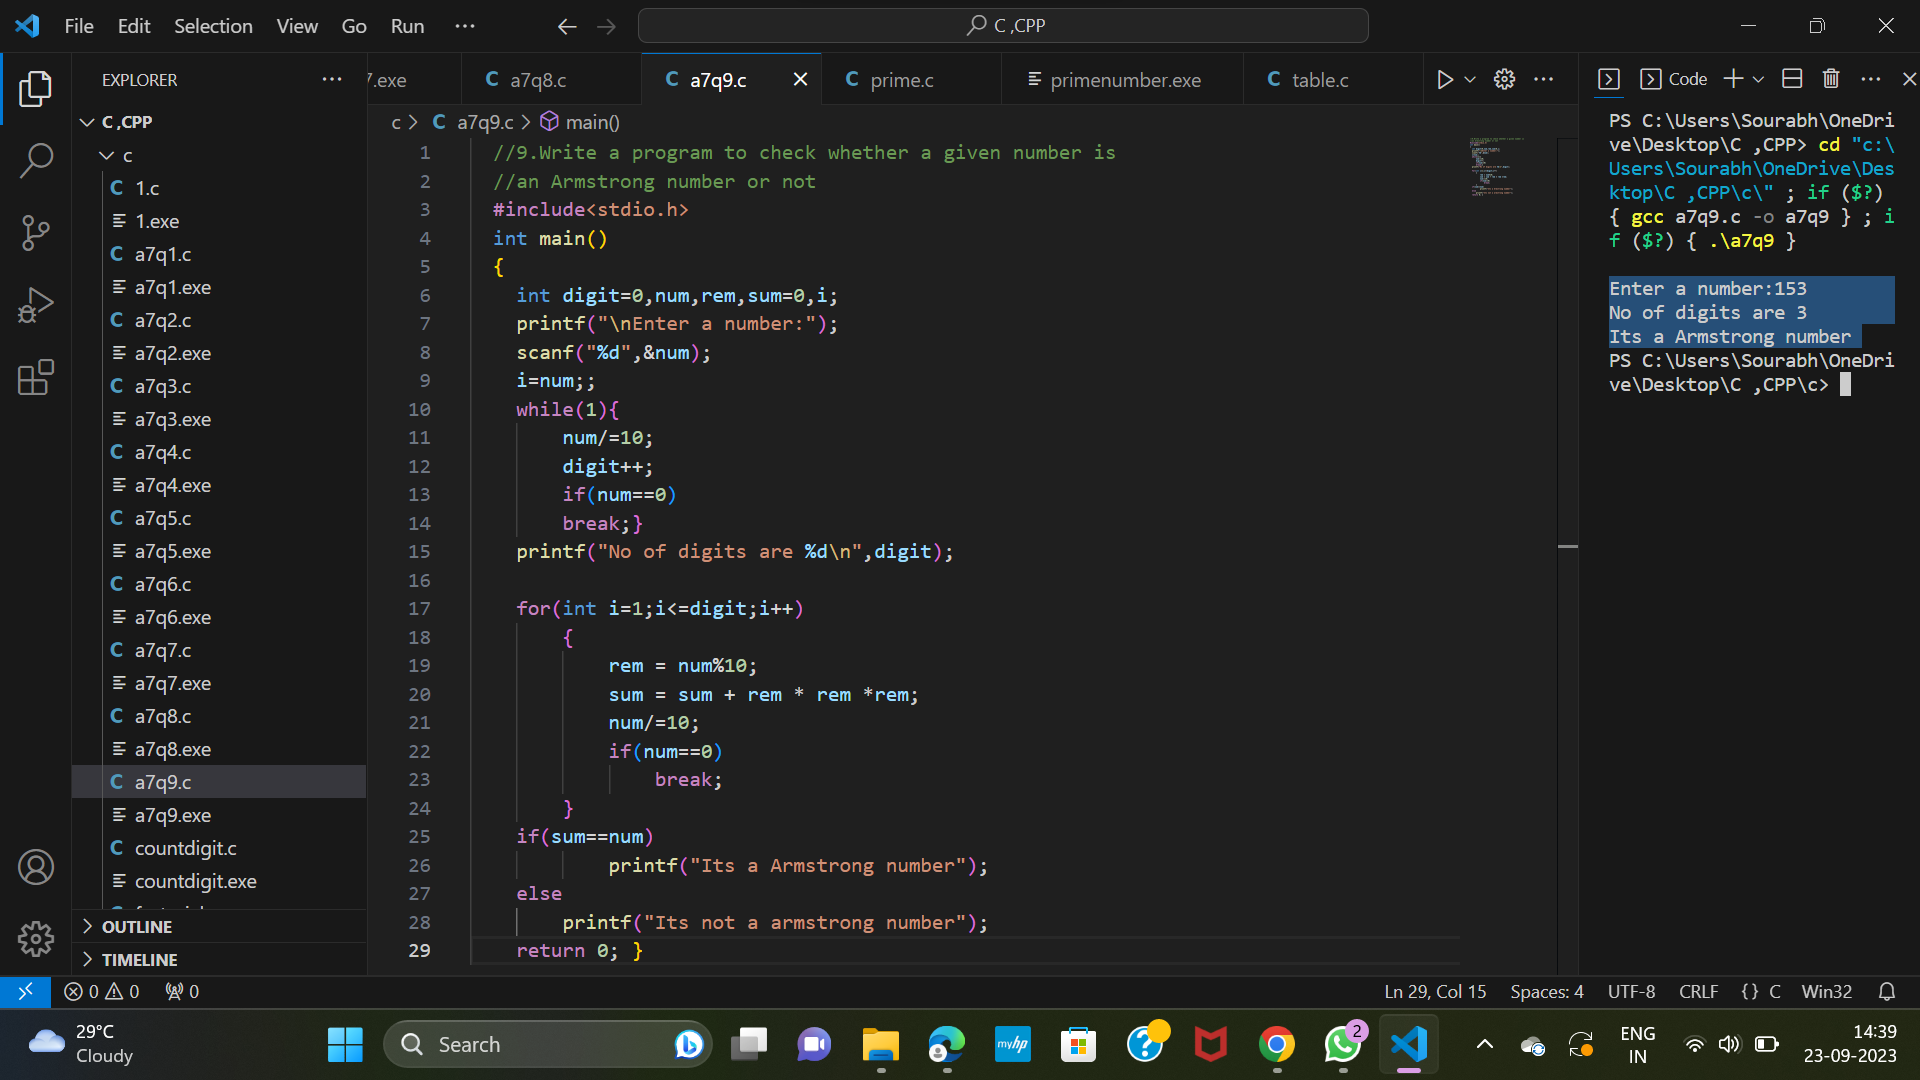 File Edit Selection View Go Run ··· C ,CPP
EXPLORER ···
C ,CPP
c
1.c
1.exe
a7q1.c
a7q1.exe
a7q2.c
a7q2.exe
a7q3.c
a7q3.exe
a7q4.c
a7q4.exe
a7q5.c
a7q5.exe
a7q6.c
a7q6.exe
a7q7.c
a7q7.exe
a7q8.c
a7q8.exe
a7q9.c
a7q9.exe
countdigit.c
countdigit.exe
OUTLINE
TIMELINE
7.exe C a7q8.c C a7q9.c C prime.c primenumber.exe C table.c
c > C a7q9.c > main()
1 //9.Write a program to check whether a given number is
2 //an Armstrong number or not
3 #include<stdio.h>
4 int main()
5 {
6 int digit=0,num,rem,sum=0,i;
7 printf("\nEnter a number:");
8 scanf("%d",&num);
9 i=num;;
10 while(1){
11 num/=10;
12 digit++;
13 if(num==0)
14 break;}
15 printf("No of digits are %d\n",digit);
16
17 for(int i=1;i<=digit;i++)
18 {
19 rem = num%10;
20 sum = sum + rem * rem *rem;
21 num/=10;
22 if(num==0)
23 break;
24 }
25 if(sum==num)
26 printf("Its a Armstrong number");
27 else
28 printf("Its not a armstrong number");
29 return 0; }
Code
PS C:\Users\Sourabh\OneDri
ve\Desktop\C ,CPP> cd "c:\
Users\Sourabh\OneDrive\Des
ktop\C ,CPP\c\" ; if ($?)
{ gcc a7q9.c -o a7q9 } ; i
f ($?) { .\a7q9 }
Enter a number:153
No of digits are 3
Its a Armstrong number
PS C:\Users\Sourabh\OneDri
ve\Desktop\C ,CPP\c>
0 0 0 Ln 29, Col 15 Spaces: 4 UTF-8 CRLF {} C Win32
29°C
Cloudy
Search
myhp
2
ENG
IN
14:39
23-09-2023